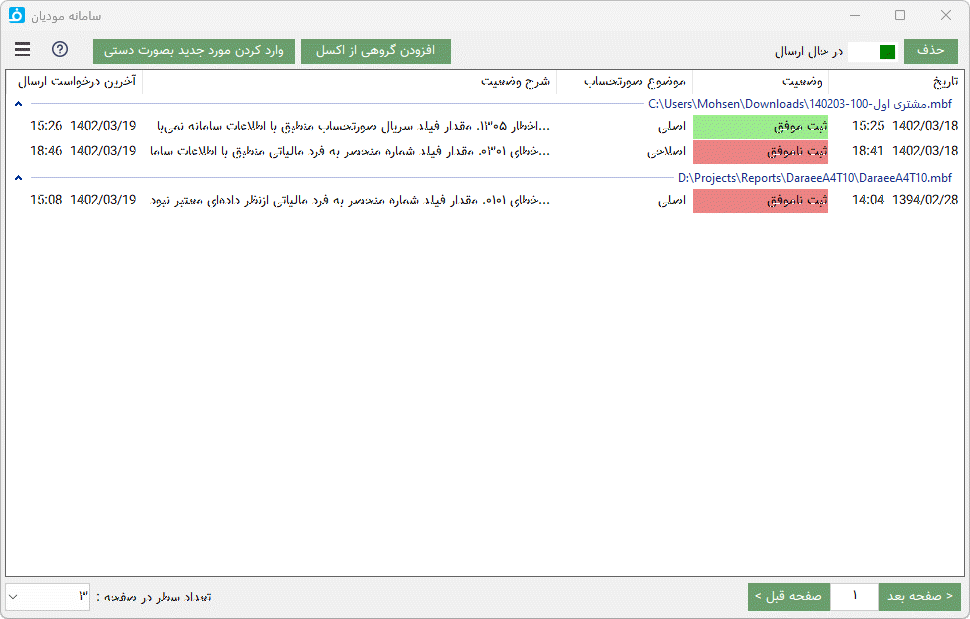 سامانه مودیان
حذف
در حال ارسال
افزودن گروهی از اکسل
وارد کردن مورد جدید بصورت دستی
تاریخ
وضعیت
موضوع صورتحساب
شرح وضعیت
آخرین درخواست ارسال
C:\Users\Mohsen\Downloads\140203-100-مشتری اول.mbf
1402/03/18 15:25 ثبت موفق اصلی اخطار ۱۳۰۵. مقدار فیلد سریال صورتحساب منطبق با اطلاعات سامانه نمی‌با... 1402/03/19 15:26
1402/03/18 18:41 ثبت ناموفق اصلاحی خطای ۰۳۰۱. مقدار فیلد شماره منحصر به فرد مالیاتی منطبق با اطلاعات ساما... 1402/03/19 18:46
D:\Projects\Reports\DaraeeA4T10\DaraeeA4T10.mbf
1394/02/28 14:04 ثبت ناموفق اصلی خطای ۰۱۰۱. مقدار فیلد شماره منحصر به فرد مالیاتی ازنظر داده‌ای معتبر نبود... 1402/03/19 15:08
< صفحه بعد
۱
صفحه قبل >
تعداد سطر در صفحه : ۳